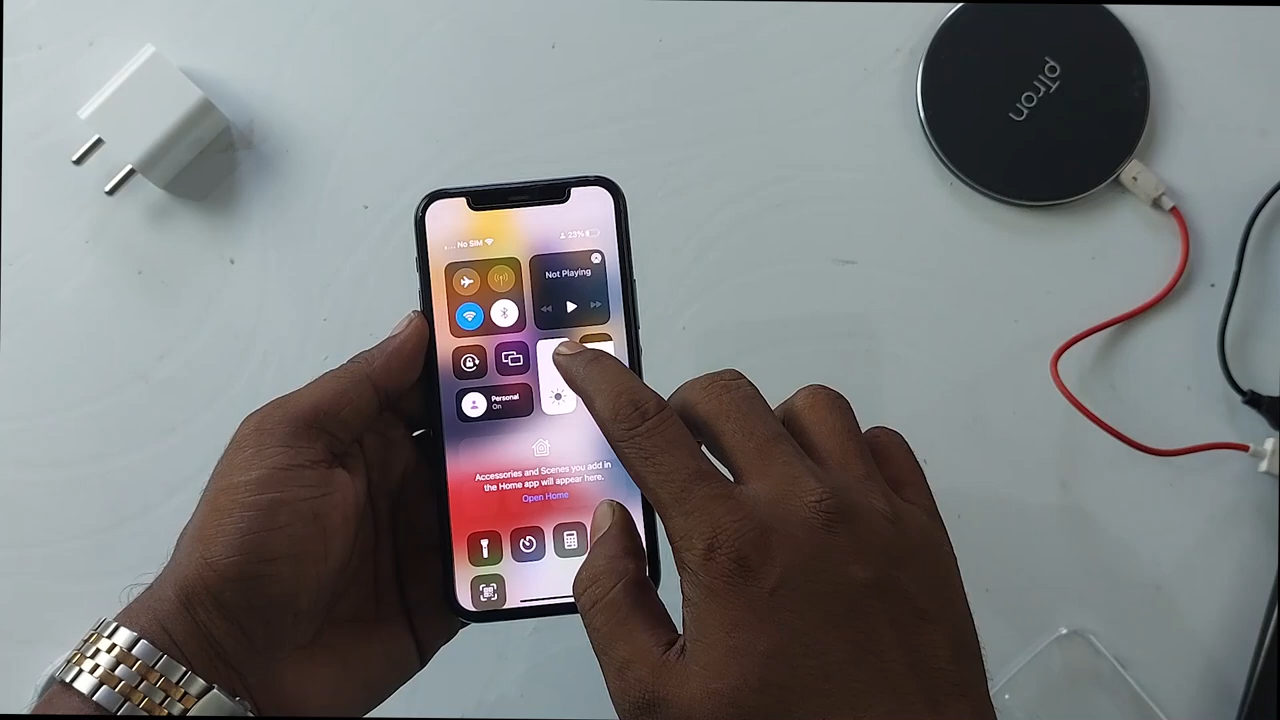 pTron
No SIM
23%
Not Playing
Personal
On
Accessories and Scenes you add in
the Home app will appear here.
Open Home